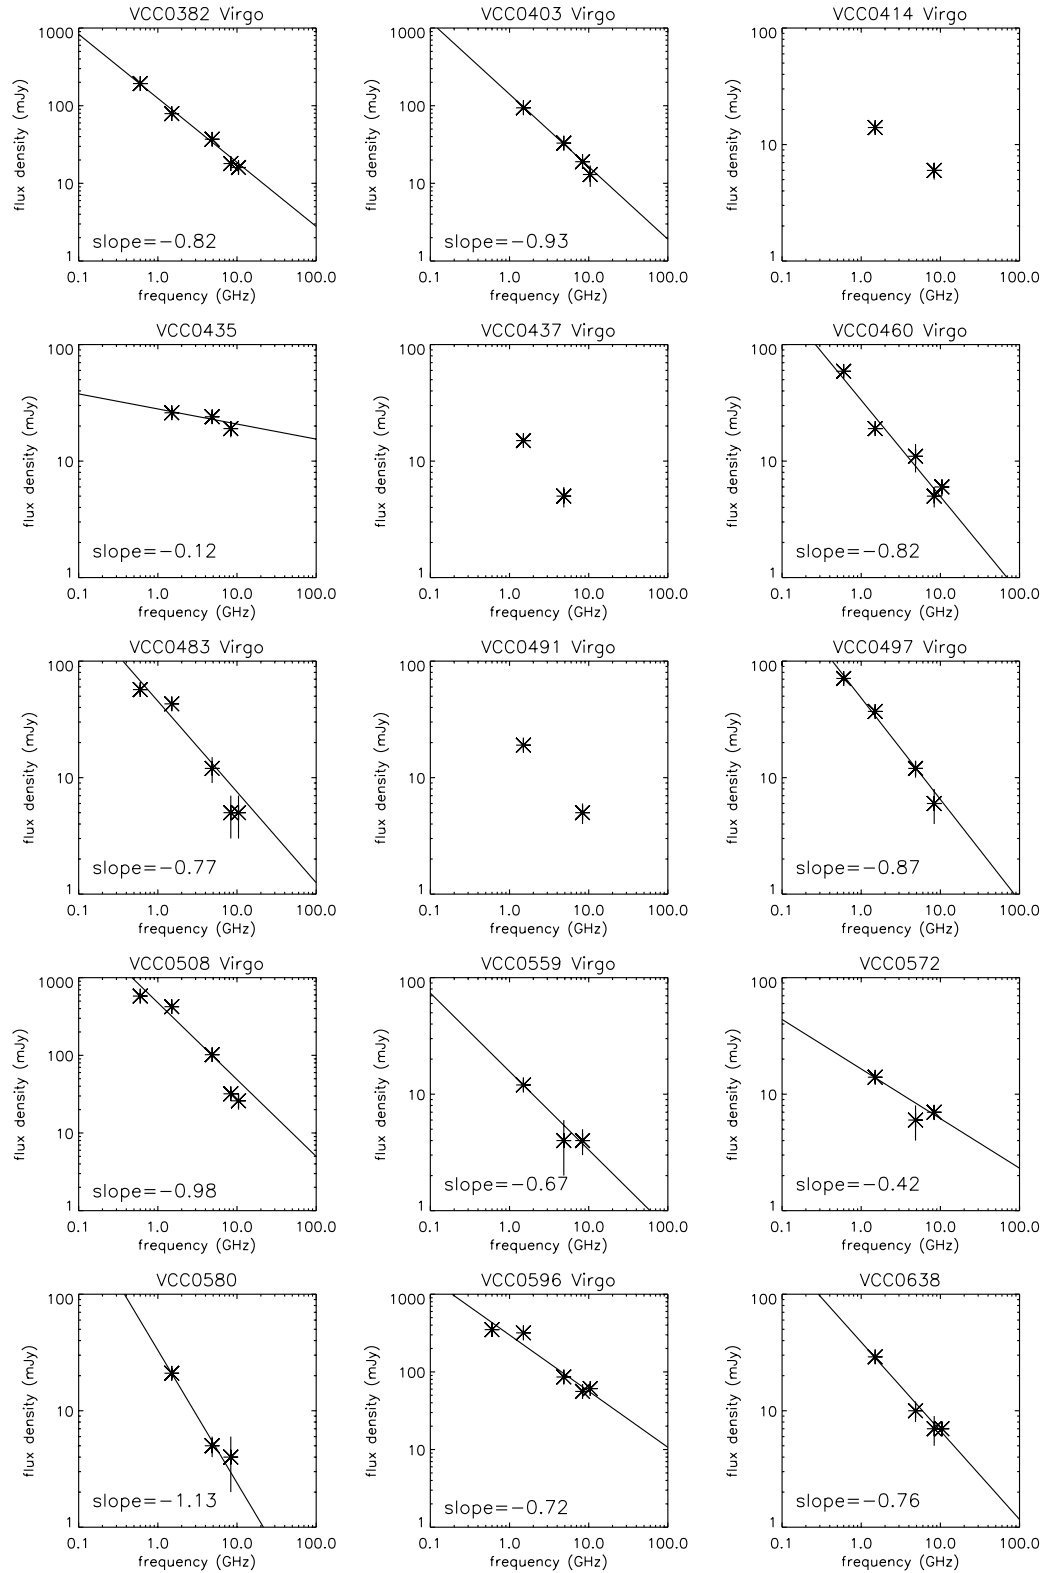 VCC0382 Virgo
1000
100
10
1
flux density (mJy)
slope=−0.82
0.1 1.0 10.0 100.0
frequency (GHz)
VCC0403 Virgo
1000
100
10
1
flux density (mJy)
slope=−0.93
0.1 1.0 10.0 100.0
frequency (GHz)
VCC0414 Virgo
100
10
1
flux density (mJy)
0.1 1.0 10.0 100.0
frequency (GHz)
VCC0435
100
10
1
flux density (mJy)
slope=−0.12
0.1 1.0 10.0 100.0
frequency (GHz)
VCC0437 Virgo
100
10
1
flux density (mJy)
0.1 1.0 10.0 100.0
frequency (GHz)
VCC0460 Virgo
100
10
1
flux density (mJy)
slope=−0.82
0.1 1.0 10.0 100.0
frequency (GHz)
VCC0483 Virgo
100
10
1
flux density (mJy)
slope=−0.77
0.1 1.0 10.0 100.0
frequency (GHz)
VCC0491 Virgo
100
10
1
flux density (mJy)
0.1 1.0 10.0 100.0
frequency (GHz)
VCC0497 Virgo
100
10
1
flux density (mJy)
slope=−0.87
0.1 1.0 10.0 100.0
frequency (GHz)
VCC0508 Virgo
1000
100
10
1
flux density (mJy)
slope=−0.98
0.1 1.0 10.0 100.0
frequency (GHz)
VCC0559 Virgo
100
10
1
flux density (mJy)
slope=−0.67
0.1 1.0 10.0 100.0
frequency (GHz)
VCC0572
100
10
1
flux density (mJy)
slope=−0.42
0.1 1.0 10.0 100.0
frequency (GHz)
VCC0580
100
10
1
flux density (mJy)
slope=−1.13
0.1 1.0 10.0 100.0
frequency (GHz)
VCC0596 Virgo
1000
100
10
1
flux density (mJy)
slope=−0.72
0.1 1.0 10.0 100.0
frequency (GHz)
VCC0638
100
10
1
flux density (mJy)
slope=−0.76
0.1 1.0 10.0 100.0
frequency (GHz)